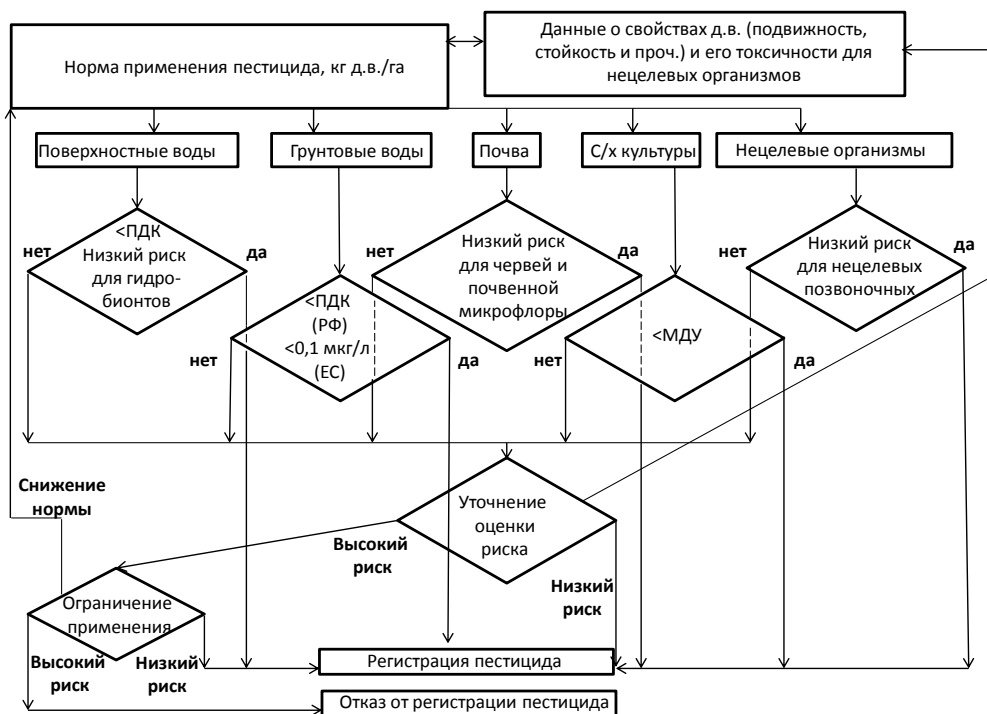 Норма применения пестицида, кг д.в./га
Данные о свойствах д.в. (подвижность,
стойкость и проч.) и его токсичности для
нецелевых организмов
Поверхностные воды
Грунтовые воды
Почва
С/х культуры
Нецелевые организмы
<ПДК
Низкий риск
для гидро-
бионтов
нет
да
<ПДК
(РФ)
<0,1 мкг/л
(ЕС)
нет
да
Низкий риск
для червей и
почвенной
микрофлоры
нет
да
<МДУ
нет
да
Низкий риск
для нецелевых
позвоночных
нет
да
Снижение
нормы
Уточнение
оценки
риска
Высокий
риск
Низкий
риск
Ограничение
применения
Высокий
риск
Низкий
риск
Регистрация пестицида
Отказ от регистрации пестицида